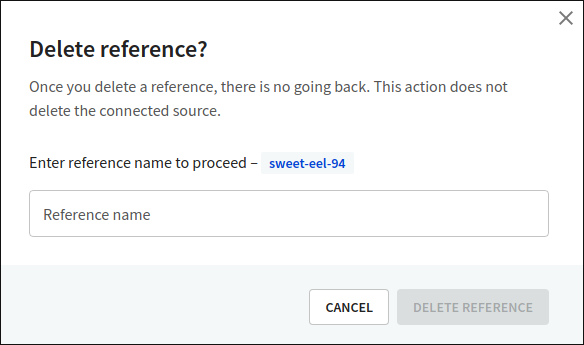 Delete reference?
Once you delete a reference, there is no going back. This action does not
delete the connected source.
Enter reference name to proceed – sweet-eel-94
Reference name
CANCEL
DELETE REFERENCE